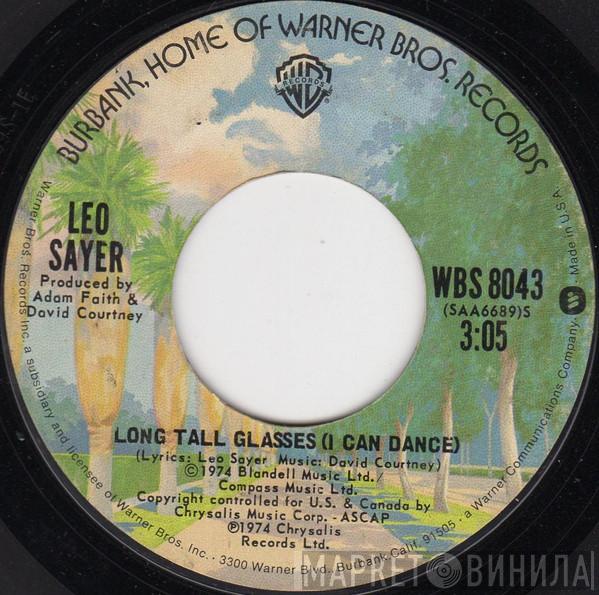 BURBANK, HOME OF WARNER BROS. RECORDS
WB
RECORDS
®
LEO
SAYER
Produced by
Adam Faith &
David Courtney
WBS 8043
(SAA6689)S
3:05
LONG TALL GLASSES (I CAN DANCE)
(Lyrics: Leo Sayer Music: David Courtney)
©1974 Blandell Music Ltd./
Compass Music Ltd.
Copyright controlled for U.S. & Canada by
Chrysalis Music Corp. - ASCAP
℗1974 Chrysalis
Records Ltd.
Warner Bros. Records Inc., a subsidiary and licensee of Warner Bros. Inc. · 3300 Warner Blvd., Burbank, Calif. 91505 · a Warner Communications Company. · Made in U.S.A.
МАРКЕТ ВИНИЛА